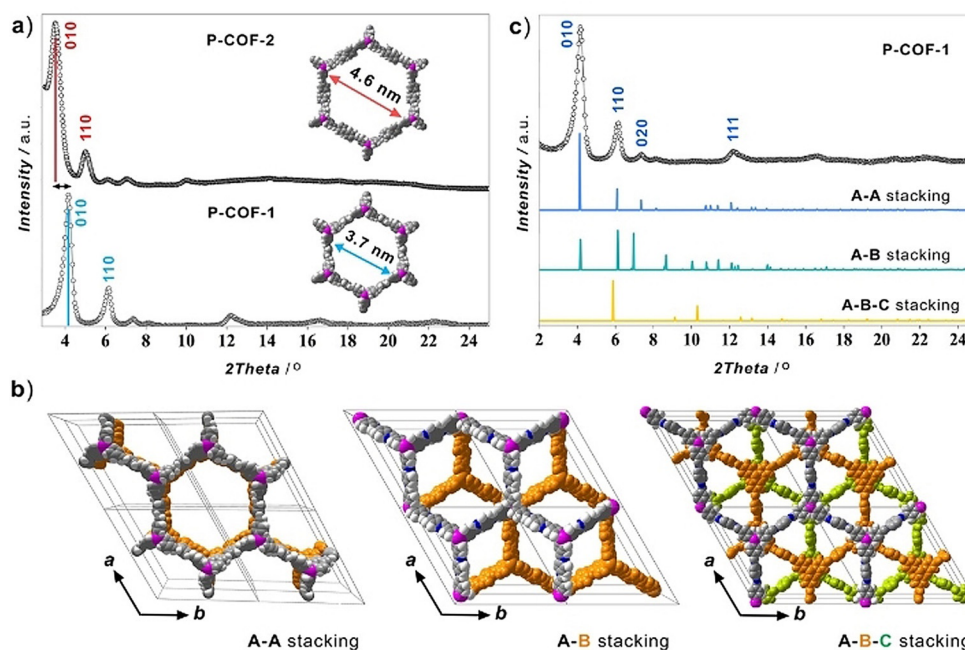 a)
P-COF-2
010
110
4.6 nm
P-COF-1
010
110
3.7 nm
Intensity / a.u.
4 6 8 10 12 14 16 18 20 22 24
2Theta / °
c)
P-COF-1
010
110
020
111
A-A stacking
A-B stacking
A-B-C stacking
Intensity / a.u.
2 4 6 8 10 12 14 16 18 20 22 24
2Theta / °
b)
a
b
A-A stacking
a
b
A-B stacking
a
b
A-B-C stacking